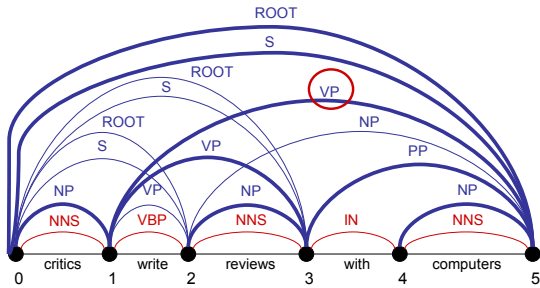 ROOT
S
ROOT
S
VP
NP
ROOT
S
VP
PP
NP
VP
NP
NP
NNS VBP NNS IN NNS
critics write reviews with computers
0 1 2 3 4 5